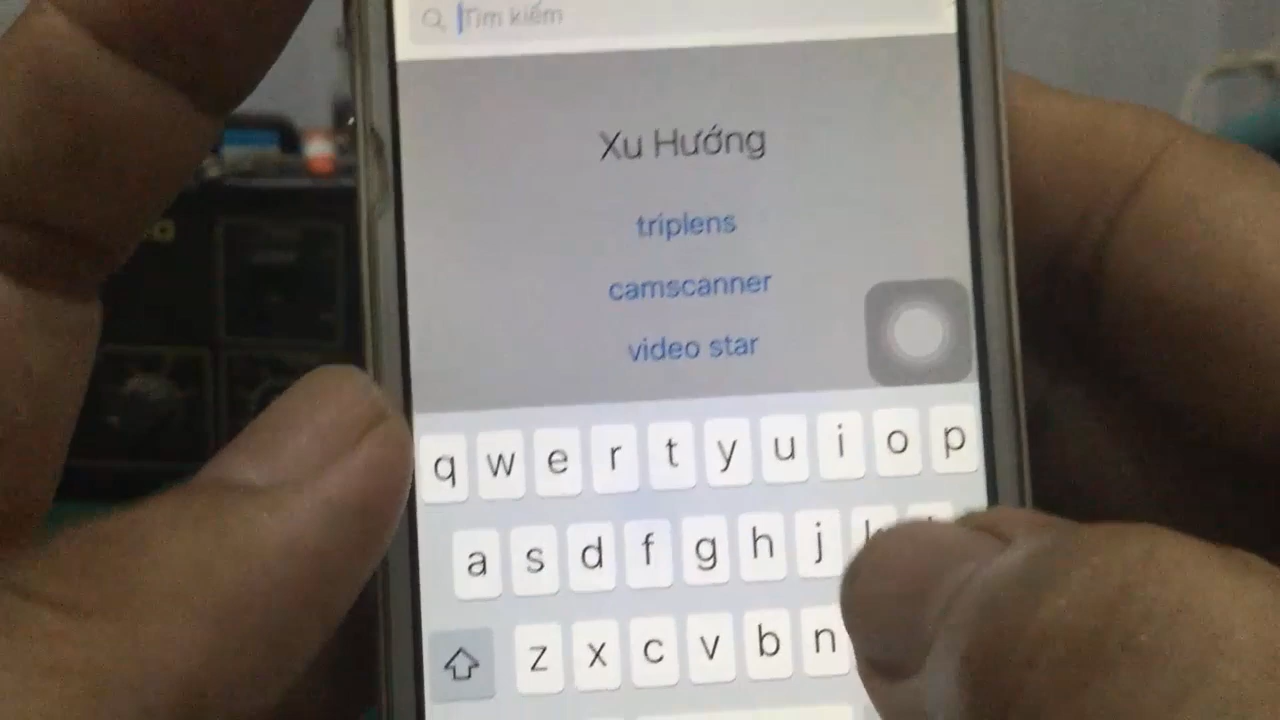 Tìm kiếm
Xu Hướng
triplens
camscanner
video star
q w e r t y u i o p
a s d f g h j
z x c v b n